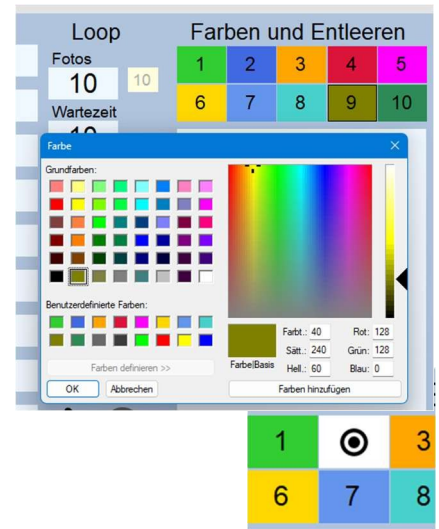 Loop
Farben und Entleeren
Fotos
10
10
Wartezeit
1 2 3 4 5
6 7 8 9 10
Farbe
Grundfarben:
Benutzerdefinierte Farben:
Farben definieren >>
OK
Abbrechen
Farbe|Basis
Farbt.: 40
Sätt.: 240
Hell.: 60
Rot: 128
Grün: 128
Blau: 0
Farben hinzufügen
1 3
6 7 8